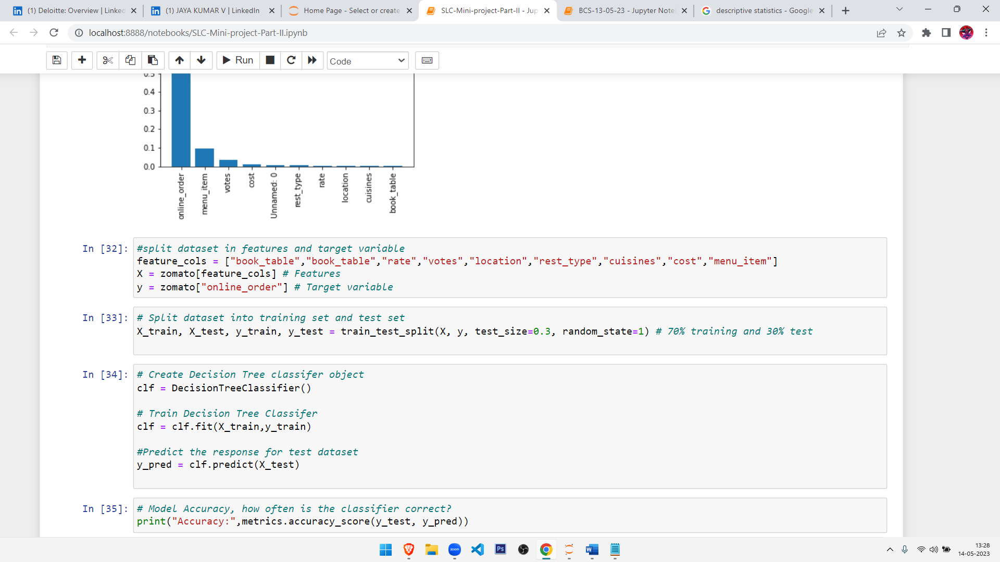 (1) Deloitte: Overview | Linked
(1) JAYA KUMAR V | LinkedIn
Home Page - Select or create
SLC-Mini-project-Part-II - Jup
BCS-13-05-23 - Jupyter Note
descriptive statistics - Google
localhost:8888/notebooks/SLC-Mini-project-Part-II.ipynb
Run
Code
0.5
0.4
0.3
0.2
0.1
0.0
online_order
menu_item
votes
cost
Unnamed: 0
rest_type
rate
location
cuisines
book_table
In [32]:
#split dataset in features and target variable
feature_cols = ["book_table","book_table","rate","votes","location","rest_type","cuisines","cost","menu_item"]
X = zomato[feature_cols] # Features
y = zomato["online_order"] # Target variable
In [33]:
# Split dataset into training set and test set
X_train, X_test, y_train, y_test = train_test_split(X, y, test_size=0.3, random_state=1) # 70% training and 30% test
In [34]:
# Create Decision Tree classifer object
clf = DecisionTreeClassifier()
# Train Decision Tree Classifer
clf = clf.fit(X_train,y_train)
#Predict the response for test dataset
y_pred = clf.predict(X_test)
In [35]:
# Model Accuracy, how often is the classifier correct?
print("Accuracy:",metrics.accuracy_score(y_test, y_pred))
zoom
Ps
W
13:28
14-05-2023